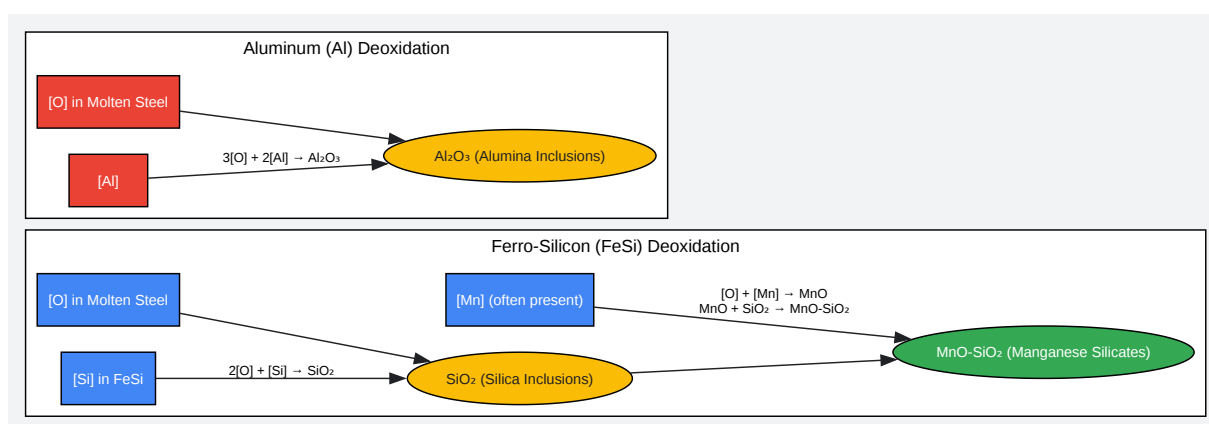 Aluminum (Al) Deoxidation
[O] in Molten Steel
3[O] + 2[Al] → Al₂O₃
Al₂O₃ (Alumina Inclusions)
[Al]
Ferro-Silicon (FeSi) Deoxidation
[O] in Molten Steel
[Mn] (often present)
[O] + [Mn] → MnO
MnO + SiO₂ → MnO-SiO₂
MnO-SiO₂ (Manganese Silicates)
[Si] in FeSi
2[O] + [Si] → SiO₂
SiO₂ (Silica Inclusions)